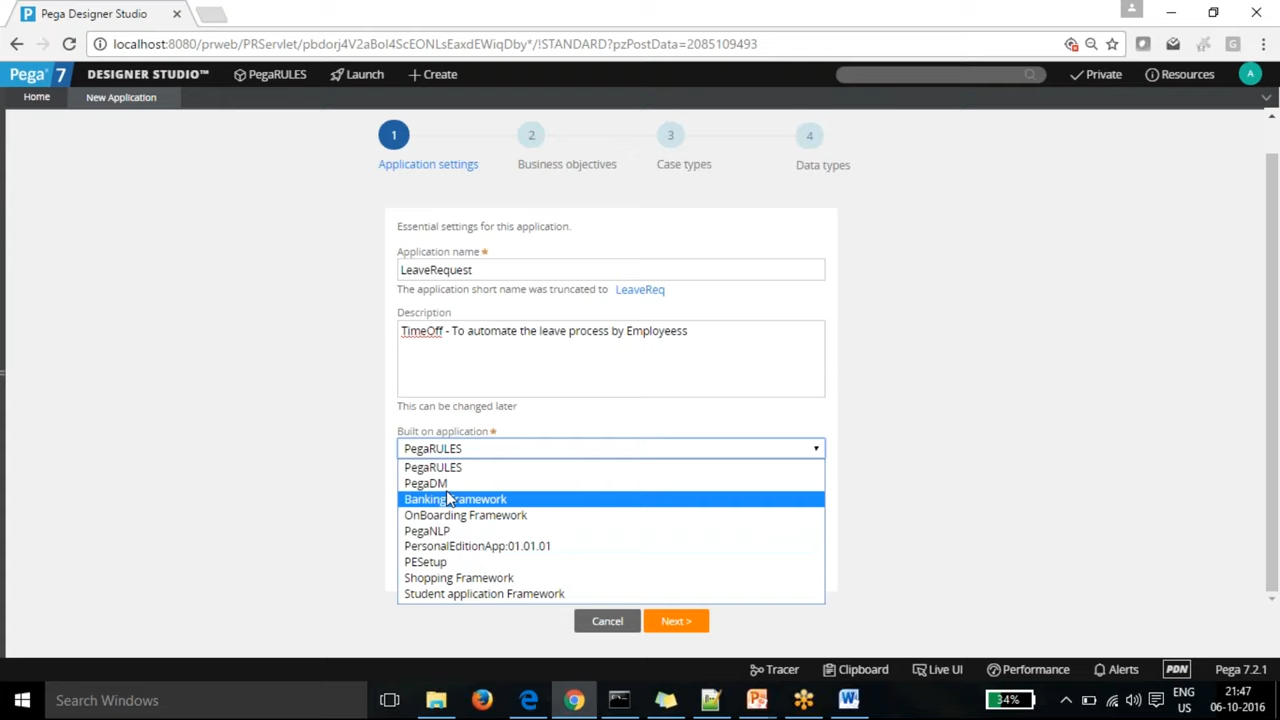 Pega Designer Studio
localhost:8080/prweb/PRServlet/pbdorj4V2aBoI4ScEONLsEaxdEWiqDby*/!STANDARD?pzPostData=2085109493
Pega 7 DESIGNER STUDIO™ PegaRULES Launch Create Private Resources A
Home New Application
1 2 3 4
Application settings Business objectives Case types Data types
Essential settings for this application.
Application name *
LeaveRequest
The application short name was truncated to LeaveReq
Description
TimeOff - To automate the leave process by Employeess
This can be changed later
Built on application *
PegaRULES
PegaRULES
PegaDM
Banking Framework
OnBoarding Framework
PegaNLP
PersonalEditionApp:01.01.01
PESetup
Shopping Framework
Student application Framework
Cancel Next >
Tracer Clipboard Live UI Performance Alerts PDN Pega 7.2.1
Search Windows
34%
ENG
US
21:47
06-10-2016